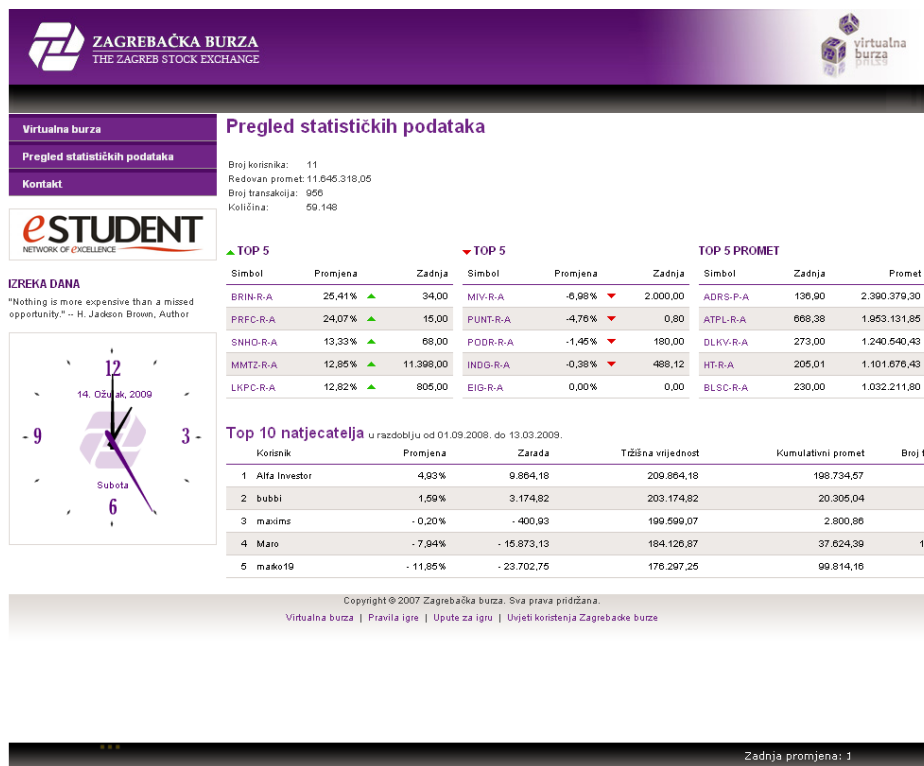 ZAGREBAČKA BURZA
THE ZAGREB STOCK EXCHANGE
virtualna
burza
Virtualna burza
Pregled statističkih podataka
Kontakt
eSTUDENT
NETWORK OF eXCELLENCE
IZREKA DANA
"Nothing is more expensive than a missed
opportunity." -- H. Jackson Brown, Author
12
14. Ožujak, 2009
- 9 3 -
Subota
6
Pregled statističkih podataka
Broj korisnika: 11
Redovan promet: 11.645.318,05
Broj transakcija: 956
Količina: 59.148
TOP 5
Simbol Promjena Zadnja
BRIN-R-A 25,41% 34,00
PRFC-R-A 24,07% 15,00
SNHO-R-A 13,33% 68,00
MMTZ-R-A 12,85% 11.398,00
LKPC-R-A 12,82% 805,00
TOP 5
Simbol Promjena Zadnja
MIV-R-A -6,98% 2.000,00
PUNT-R-A -4,76% 0,80
PODR-R-A -1,45% 180,00
INDG-R-A -0,38% 488,12
EIG-R-A 0,00% 0,00
TOP 5 PROMET
Simbol Zadnja Promet
ADRS-P-A 136,90 2.390.379,30
ATPL-R-A 668,38 1.953.131,85
DLKV-R-A 273,00 1.240.540,43
HT-R-A 205,01 1.101.676,43
BLSC-R-A 230,00 1.032.211,80
Top 10 natjecatelja u razdoblju od 01.09.2008. do 13.03.2009.
Korisnik Promjena Zarada Tržišna vrijednost Kumulativni promet Broj
1 Alfa Investor 4,93% 9.864,18 209.864,18 198.734,57
2 bubbi 1,59% 3.174,82 203.174,82 20.305,04
3 maxims - 0,20% - 400,93 199.599,07 2.800,86
4 Maro - 7,94% - 15.873,13 184.126,87 37.624,39 1
5 marko19 - 11,85% - 23.702,75 176.297,25 99.814,16
Copyright © 2007 Zagrebačka burza. Sva prava pridržana.
Virtualna burza | Pravila igre | Upute za igru | Uvjeti koristenja Zagrebacke burze
Zadnja promjena: 1